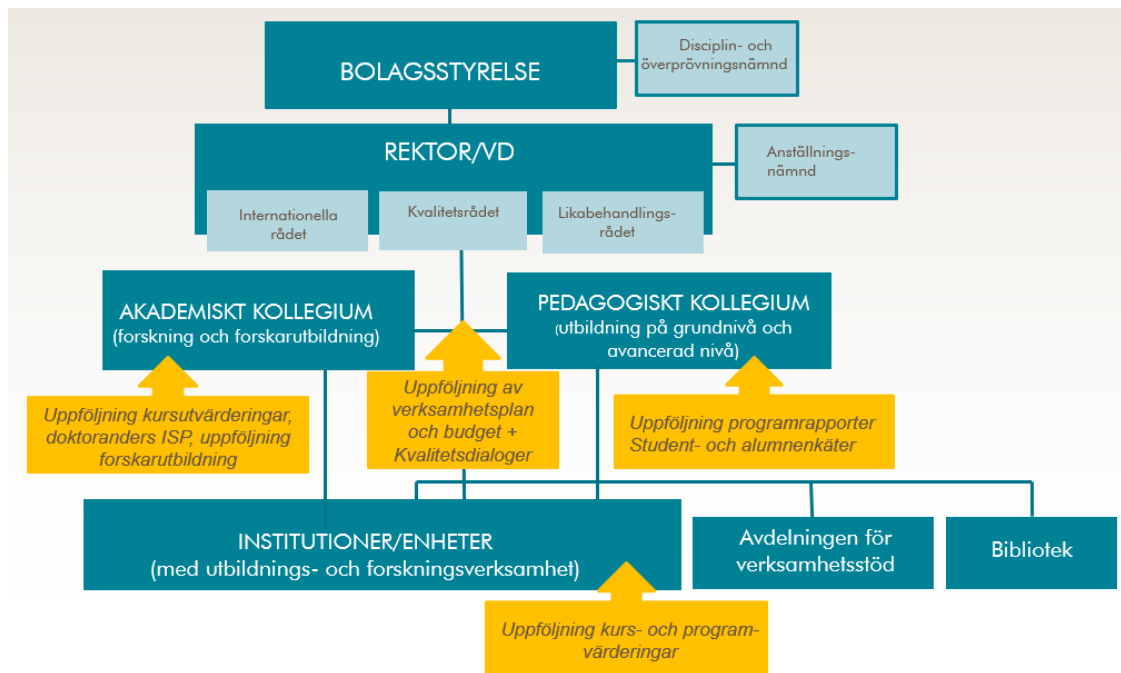 BOLAGSSTYRELSE
Disciplin- och
överprövningsnämnd
REKTOR/VD
Anställnings-
nämnd
Internationella
rådet
Kvalitetsrådet
Likabehandlings-
rådet
AKADEMISKT KOLLEGIUM
(forskning och forskarutbildning)
PEDAGOGISKT KOLLEGIUM
(utbildning på grundnivå och
avancerad nivå)
Uppföljning kursutvärderingar,
doktoranders ISP, uppföljning
forskarutbildning
Uppföljning av
verksamhetsplan
och budget +
Kvalitetsdialoger
Uppföljning programrapporter
Student- och alumnenkäter
INSTITUTIONER/ENHETER
(med utbildnings- och forskningsverksamhet)
Avdelningen för
verksamhetsstöd
Bibliotek
Uppföljning kurs- och program-
värderingar